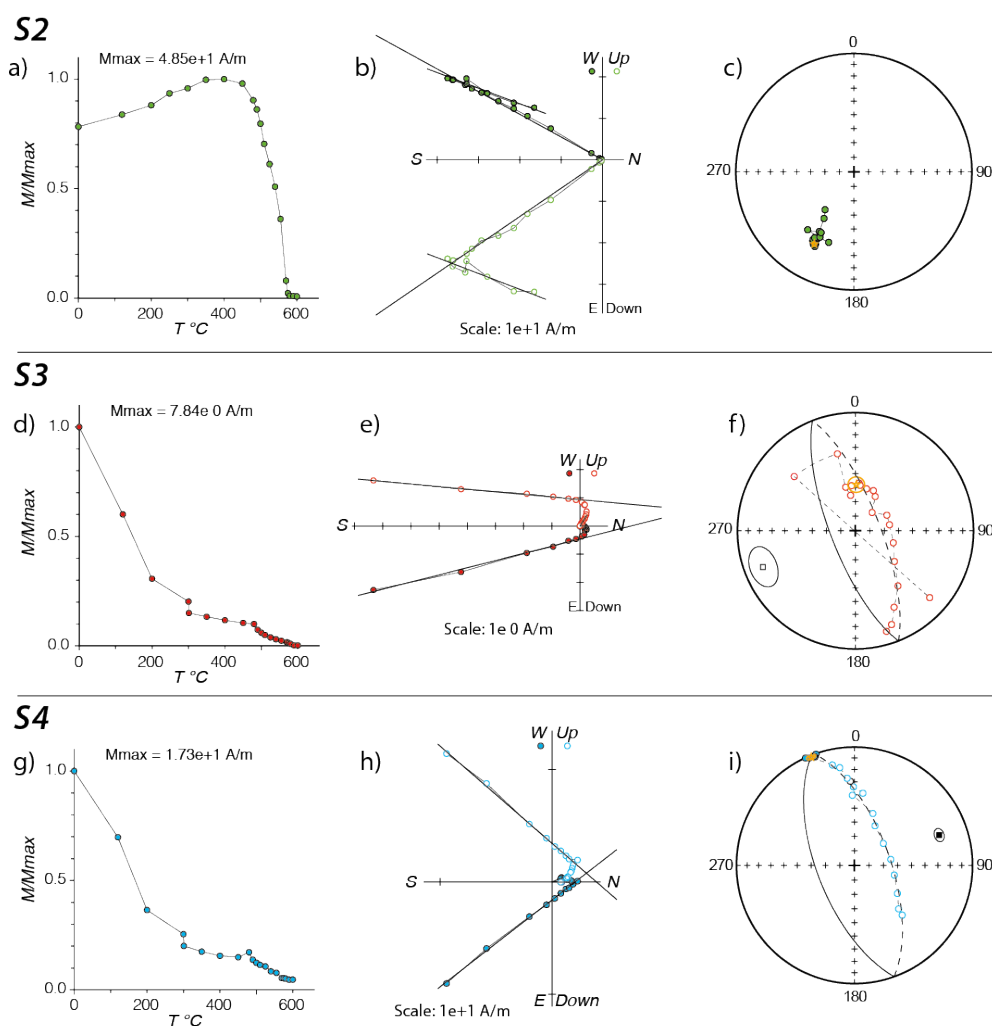 S2
a)
Mmax = 4.85e+1 A/m
1.0
M/Mmax
0.5
0.0
0
200
400
600
T °C
b)
W
Up
S
N
E
Down
Scale: 1e+1 A/m
c)
0
270
90
180
S3
d)
Mmax = 7.84e 0 A/m
1.0
M/Mmax
0.5
0.0
0
200
400
600
T °C
e)
W
Up
S
N
E
Down
Scale: 1e 0 A/m
f)
0
270
90
180
S4
g)
Mmax = 1.73e+1 A/m
1.0
M/Mmax
0.5
0.0
0
200
400
600
T °C
h)
W
Up
S
N
E
Down
Scale: 1e+1 A/m
i)
0
270
90
180